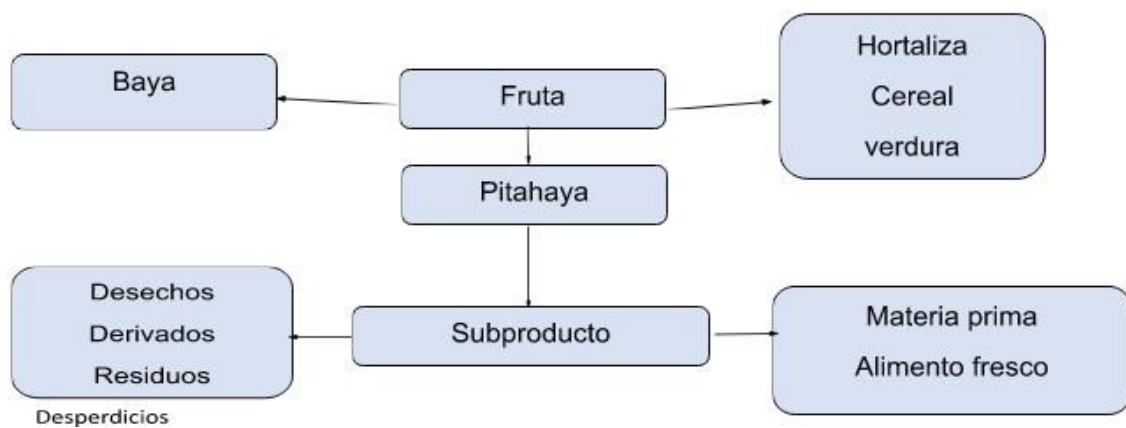 Baya
Fruta
Hortaliza
Cereal
verdura
Pitahaya
Desechos
Derivados
Residuos
Desperdicios
Subproducto
Materia prima
Alimento fresco